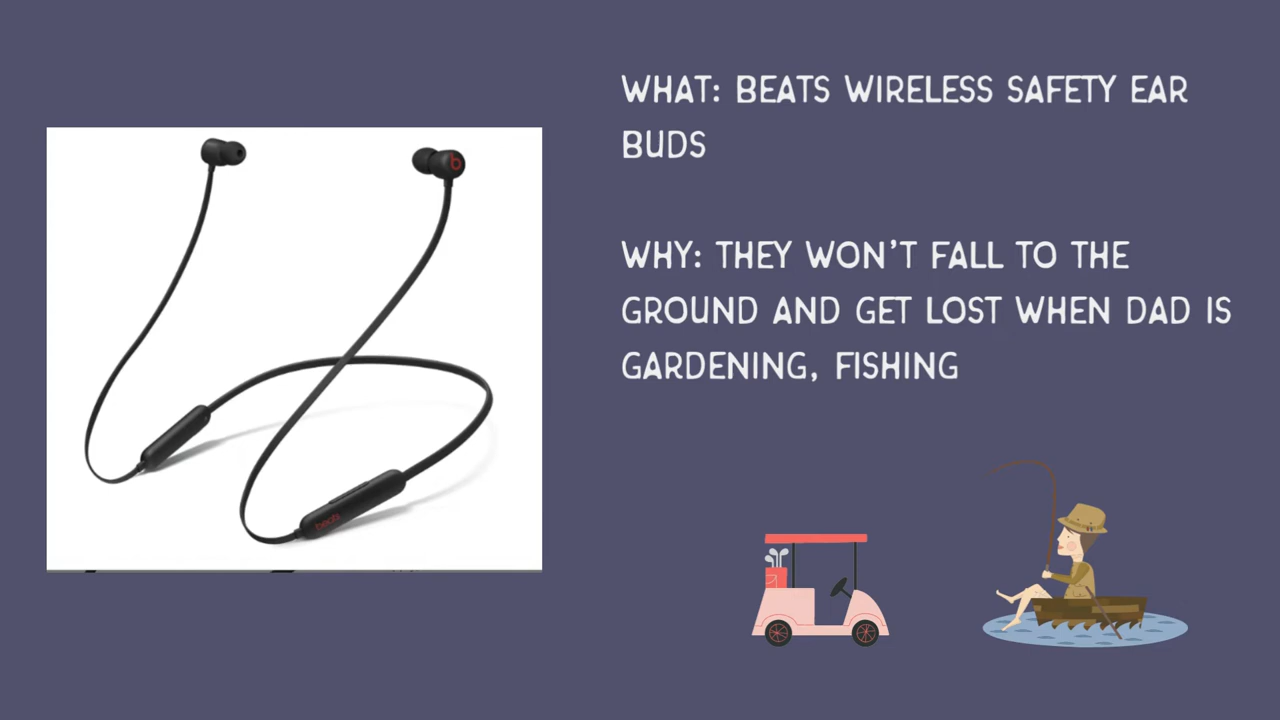 WHAT: BEATS WIRELESS SAFETY EAR
BUDS
WHY: THEY WON'T FALL TO THE
GROUND AND GET LOST WHEN DAD IS
GARDENING, FISHING
b
beats